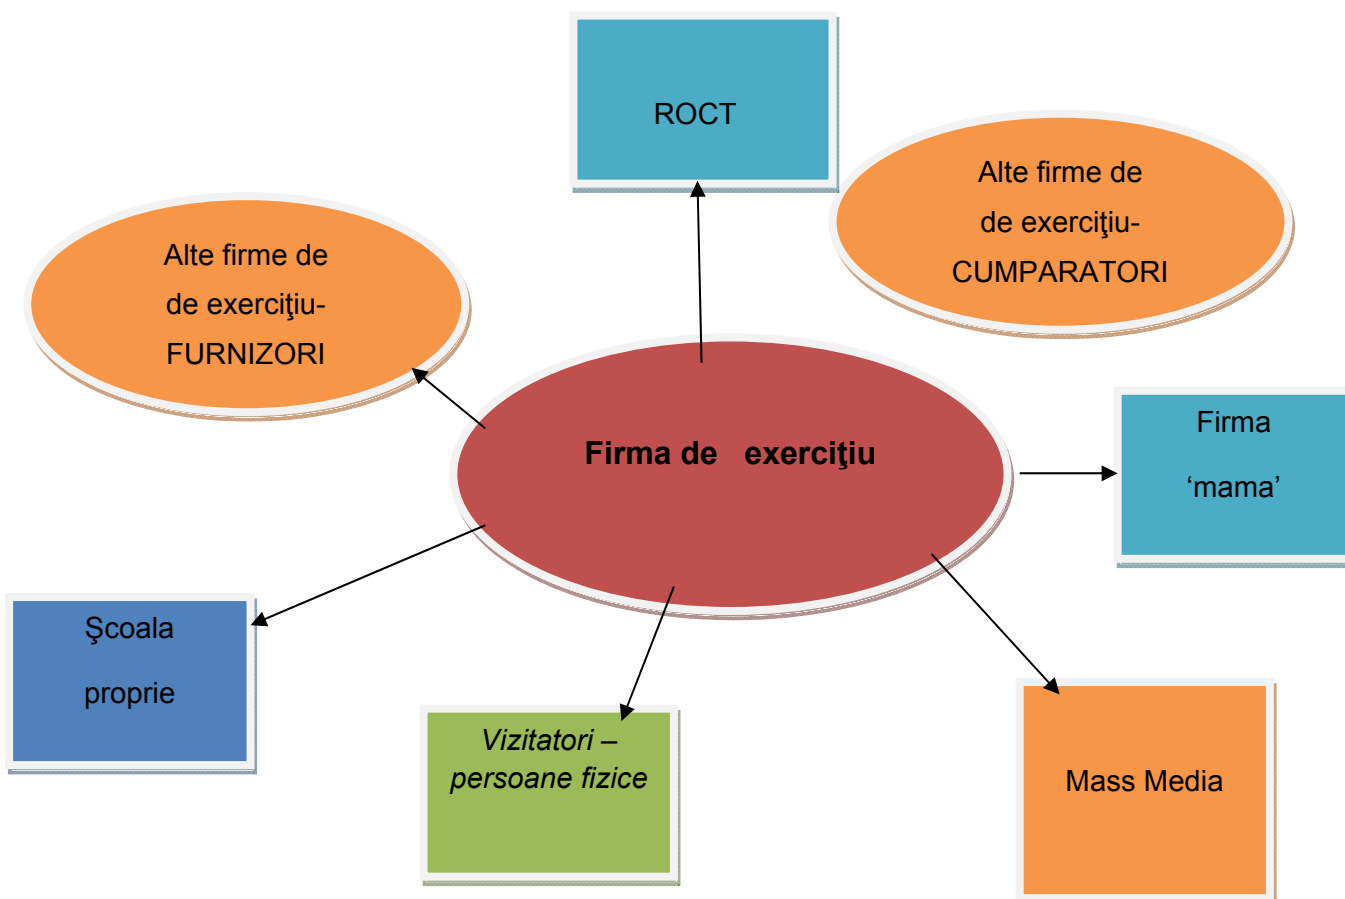 ROCT
Alte firme de
de exerciţiu-
CUMPARATORI
Alte firme de
de exerciţiu-
FURNIZORI
Firma de   exerciţiu
Firma
‘mama’
Şcoala
proprie
Vizitatori –
persoane fizice
Mass Media